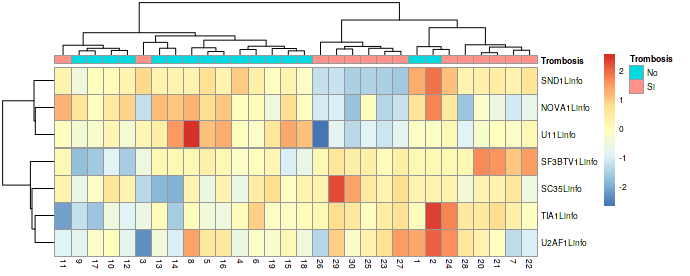 Trombosis
Trombosis
No
Si
2
1
0
-1
-2
SND1Linfo
NOVA1Linfo
U11Linfo
SF3BTV1Linfo
SC35Linfo
TIA1Linfo
U2AF1Linfo
11 9 17 10 12 3 13 14 8 5 16 4 6 19 15 18 26 29 30 25 23 27 1 2 24 28 20 21 7 22